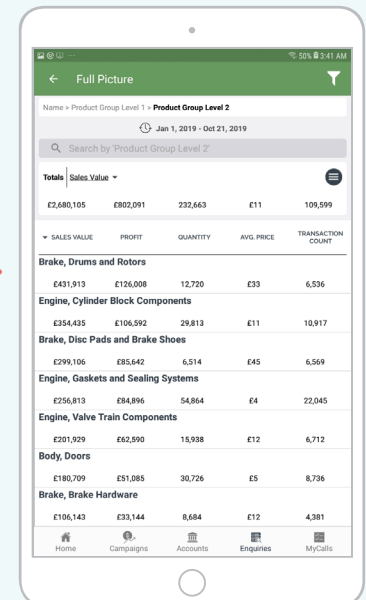 50% 3:41 AM
← Full Picture
Name > Product Group Level 1 > Product Group Level 2
Jan 1, 2019 - Oct 21, 2019
Search by 'Product Group Level 2'
Totals Sales Value
£2,680,105 £802,091 232,663 £11 109,599
SALES VALUE PROFIT QUANTITY AVG. PRICE TRANSACTION COUNT
Brake, Drums and Rotors
£431,913 £126,008 12,720 £33 6,536
Engine, Cylinder Block Components
£354,435 £106,592 29,813 £11 10,917
Brake, Disc Pads and Brake Shoes
£299,106 £85,642 6,514 £45 6,569
Engine, Gaskets and Sealing Systems
£256,813 £84,896 54,864 £4 22,045
Engine, Valve Train Components
£201,929 £62,590 15,938 £12 6,712
Body, Doors
£180,709 £51,085 30,726 £5 8,736
Brake, Brake Hardware
£106,143 £33,144 8,684 £12 4,381
Home Campaigns Accounts Enquiries MyCalls